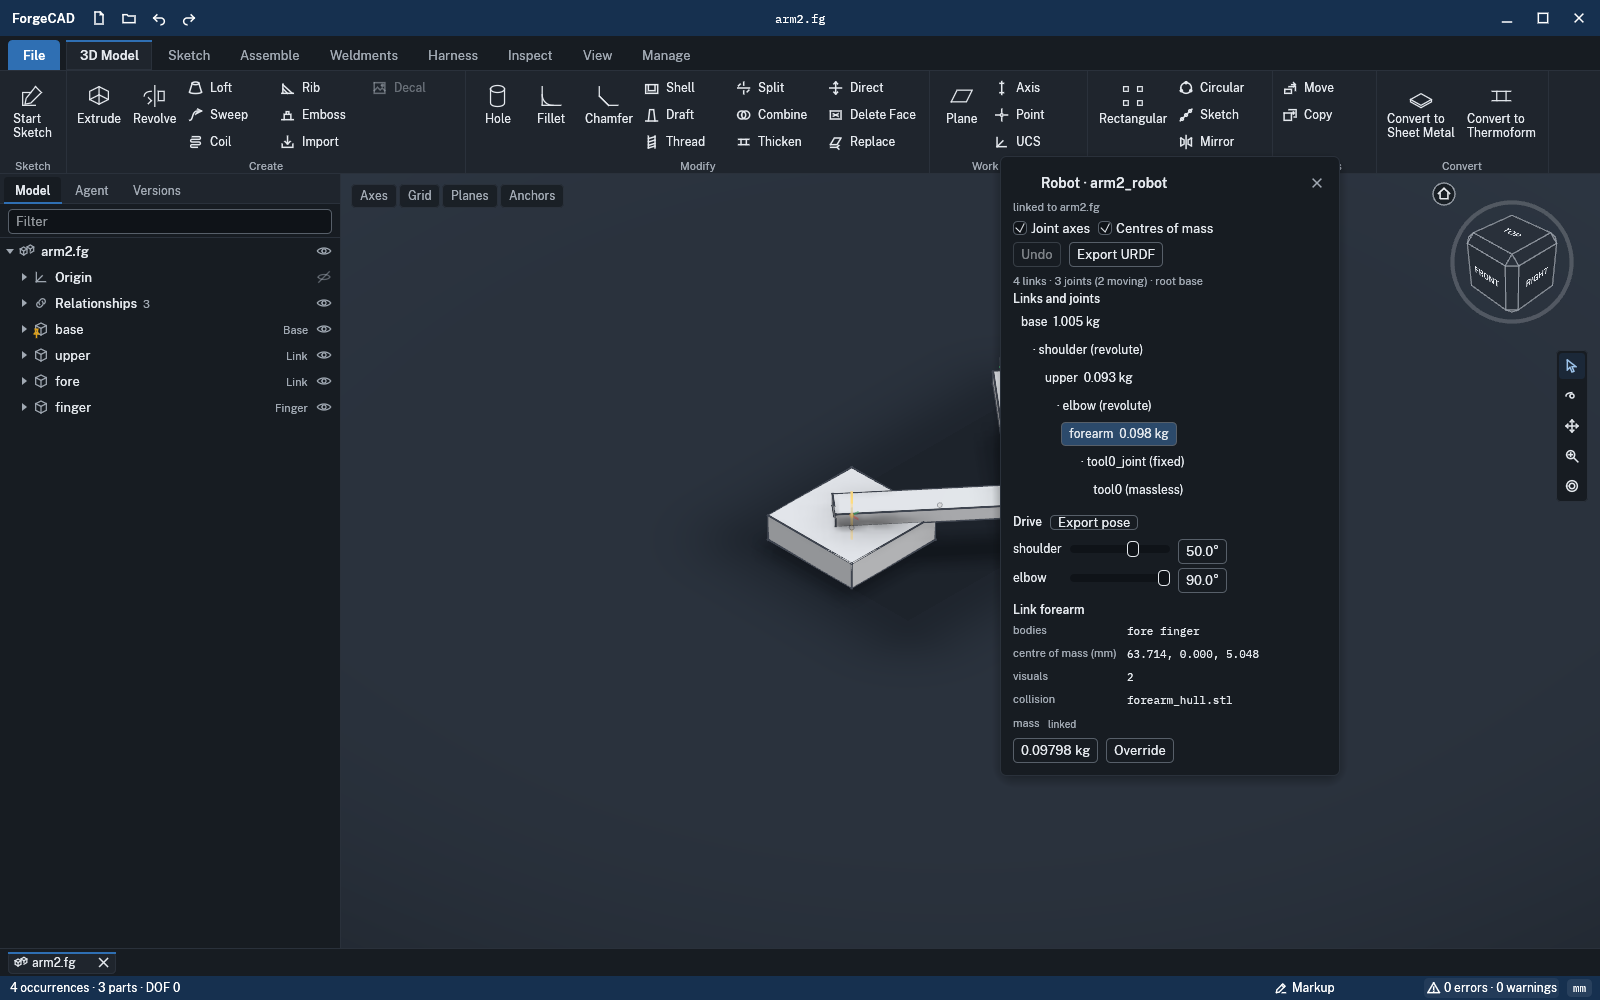 ForgeCAD
arm2.fg
File
3D Model
Sketch
Assemble
Weldments
Harness
Inspect
View
Manage
Start Sketch
Extrude
Revolve
Loft
Sweep
Coil
Rib
Emboss
Import
Decal
Hole
Fillet
Chamfer
Shell
Draft
Thread
Split
Combine
Thicken
Direct
Delete Face
Replace
Plane
Axis
Point
UCS
Rectangular
Circular
Sketch
Mirror
Move
Copy
Convert to Sheet Metal
Convert to Thermoform
Sketch
Create
Modify
Work
Convert
Model
Agent
Versions
Filter
arm2.fg
Origin
Relationships 3
base Base
upper Link
fore Link
finger Finger
Axes
Grid
Planes
Anchors
Robot · arm2_robot
linked to arm2.fg
Joint axes
Centres of mass
Undo
Export URDF
4 links · 3 joints (2 moving) · root base
Links and joints
base 1.005 kg
· shoulder (revolute)
upper 0.093 kg
· elbow (revolute)
forearm 0.098 kg
· tool0_joint (fixed)
tool0 (massless)
Drive
Export pose
shoulder 50.0°
elbow 90.0°
Link forearm
bodies fore finger
centre of mass (mm) 63.714, 0.000, 5.048
visuals 2
collision forearm_hull.stl
mass linked
0.09798 kg
Override
TOP
FRONT
RIGHT
arm2.fg
4 occurrences · 3 parts · DOF 0
Markup
0 errors · 0 warnings
mm